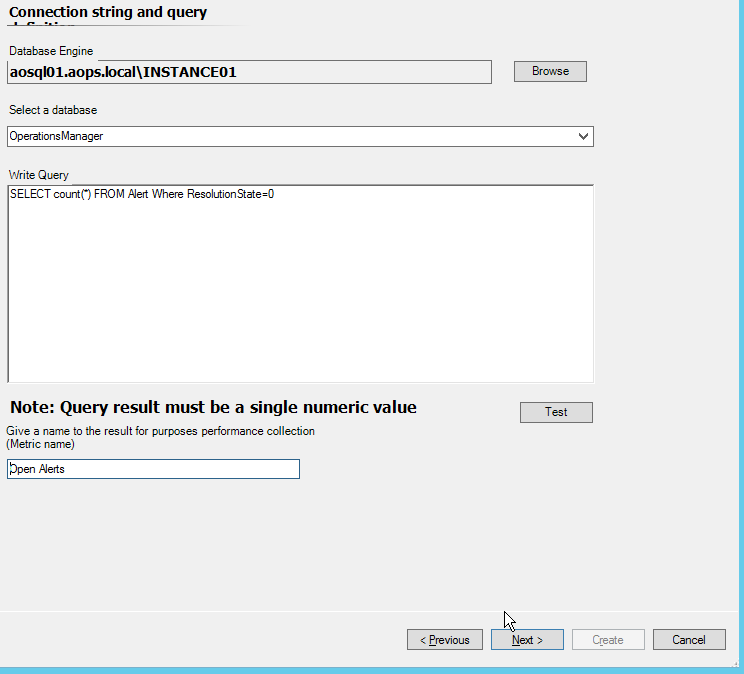 Connection string and query
definition
Database Engine
aosql01.aops.local\INSTANCE01
Browse
Select a database
OperationsManager
Write Query
SELECT count(*) FROM Alert Where ResolutionState=0
Note: Query result must be a single numeric value
Test
Give a name to the result for purposes performance collection
(Metric name)
Open Alerts
< Previous
Next >
Create
Cancel